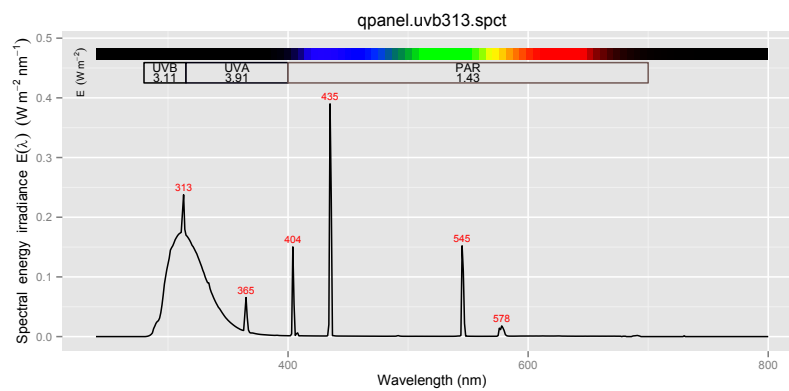 qpanel.uvb313.spct
0.5
0.4
0.3
0.2
0.1
0.0
Spectral energy irradiance E(λ) (W m⁻² nm⁻¹)
E (W m⁻²)
UVB UVA PAR
3.11 3.91 1.43
435
313
365
404
545
578
400 600 800
Wavelength (nm)